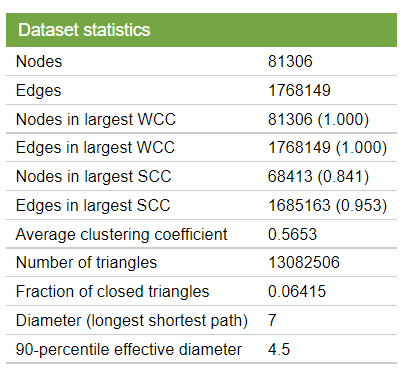 Dataset statistics
Nodes 81306
Edges 1768149
Nodes in largest WCC 81306 (1.000)
Edges in largest WCC 1768149 (1.000)
Nodes in largest SCC 68413 (0.841)
Edges in largest SCC 1685163 (0.953)
Average clustering coefficient 0.5653
Number of triangles 13082506
Fraction of closed triangles 0.06415
Diameter (longest shortest path) 7
90-percentile effective diameter 4.5